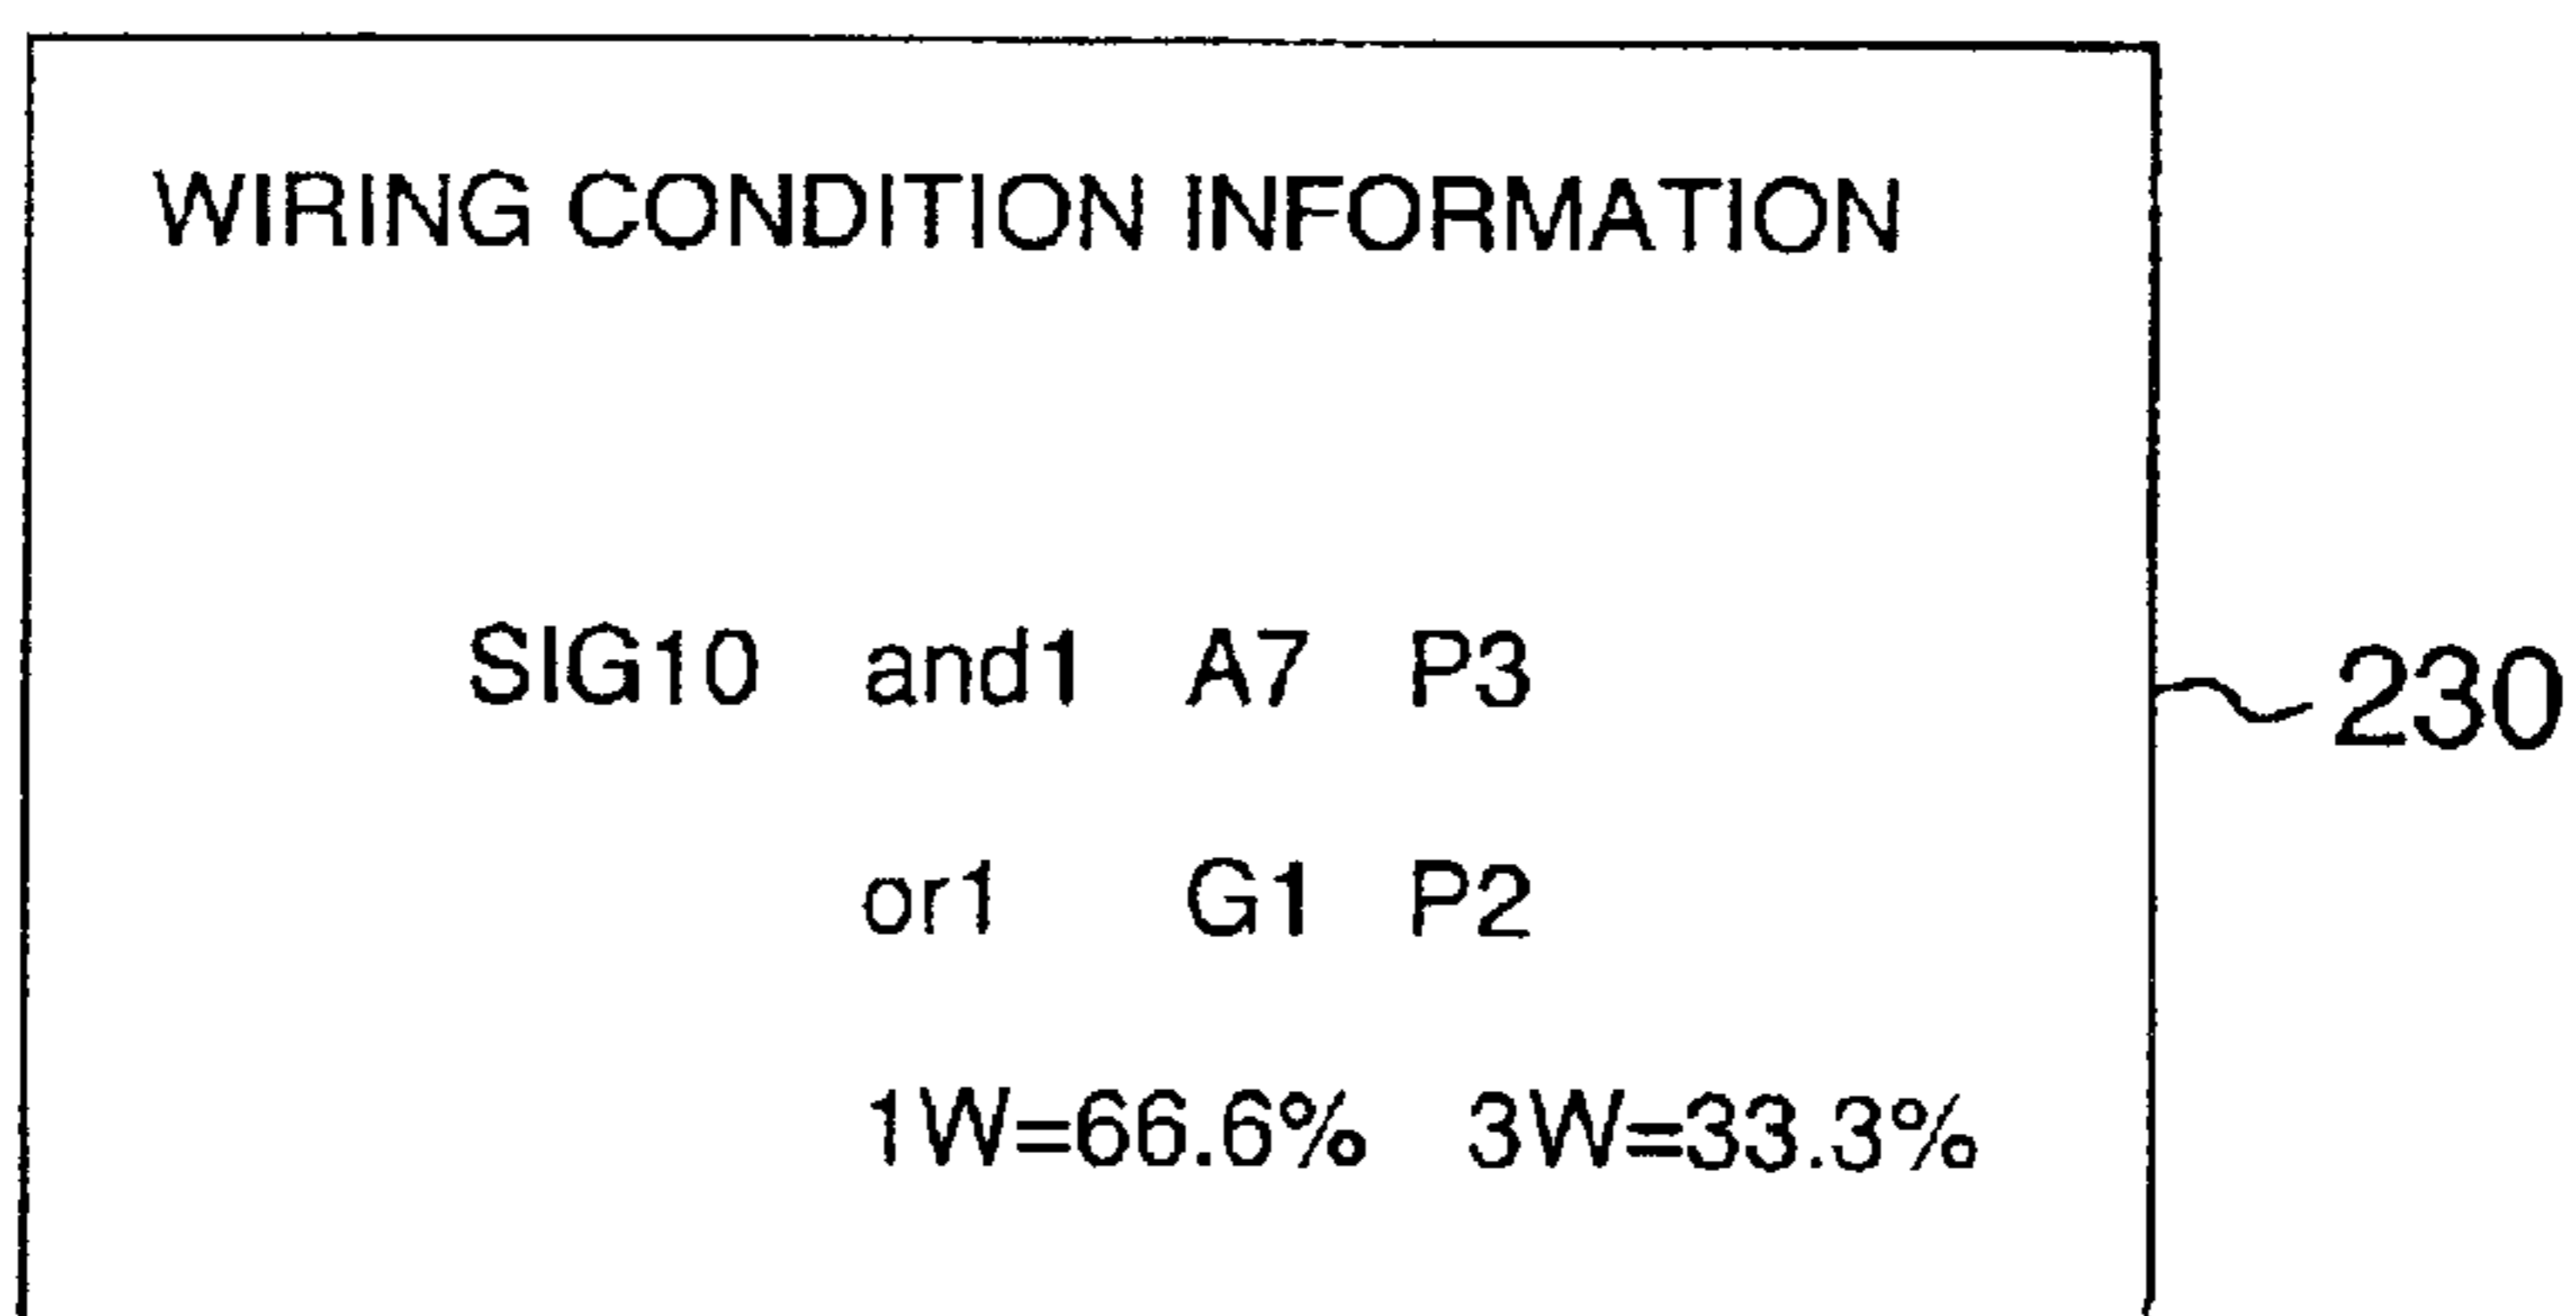 WIRING CONDITION INFORMATION
SIG10 and1 A7 P3
230
or1 G1 P2
1W=66.6% 3W=33.3%